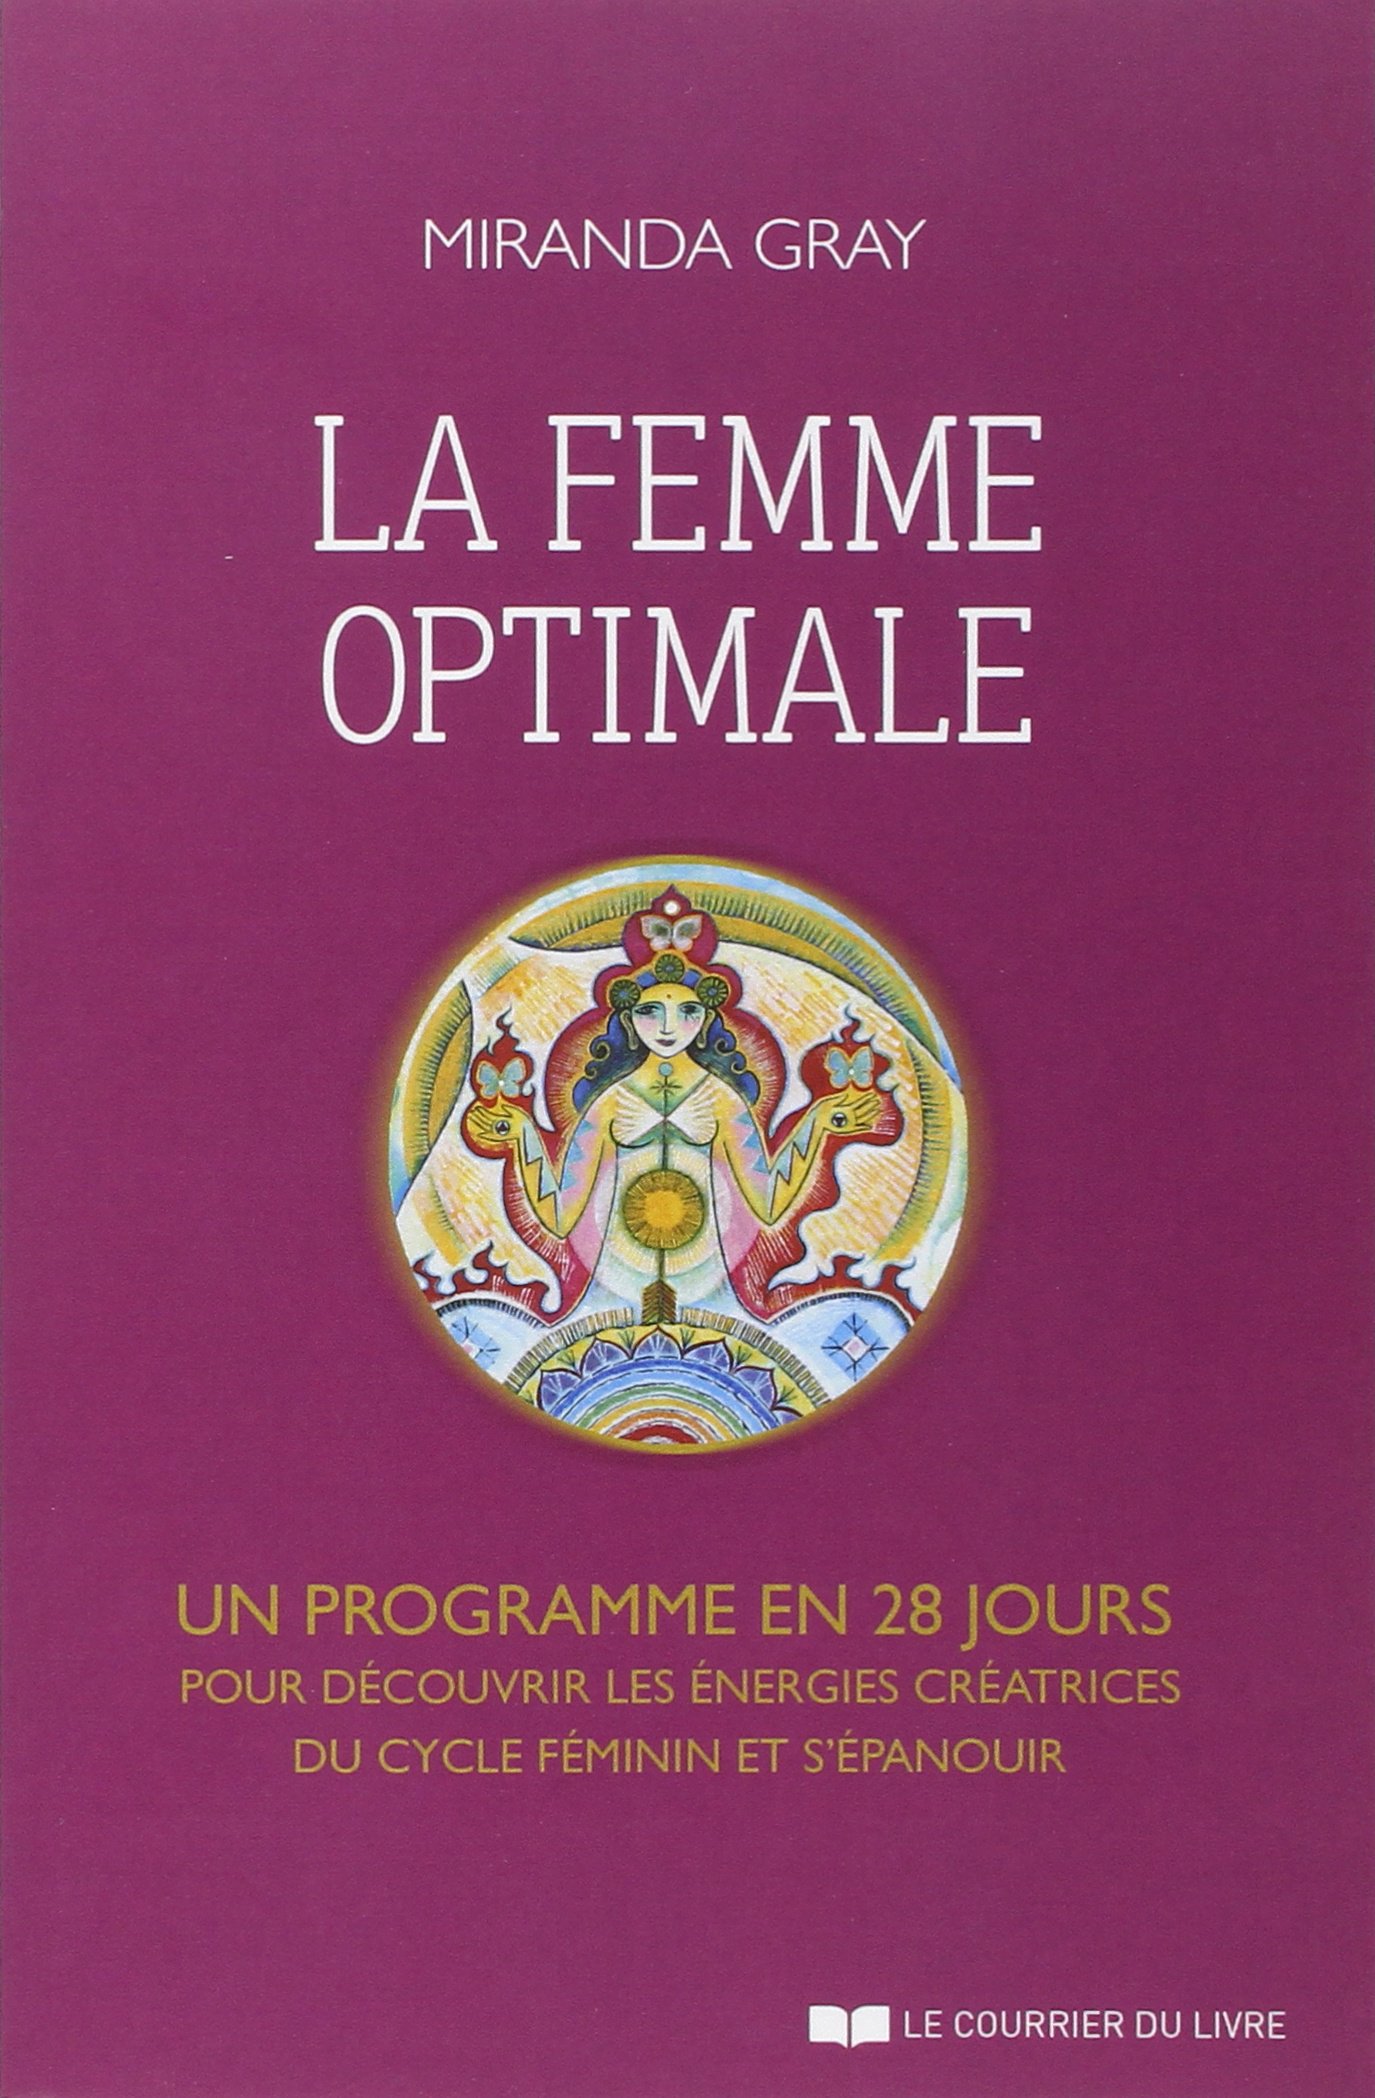 MIRANDA GRAY
LA FEMME
OPTIMALE
UN PROGRAMME EN 28 JOURS
POUR DÉCOUVRIR LES ÉNERGIES CRÉATRICES
DU CYCLE FÉMININ ET S'ÉPANOUIR
LE COURRIER DU LIVRE